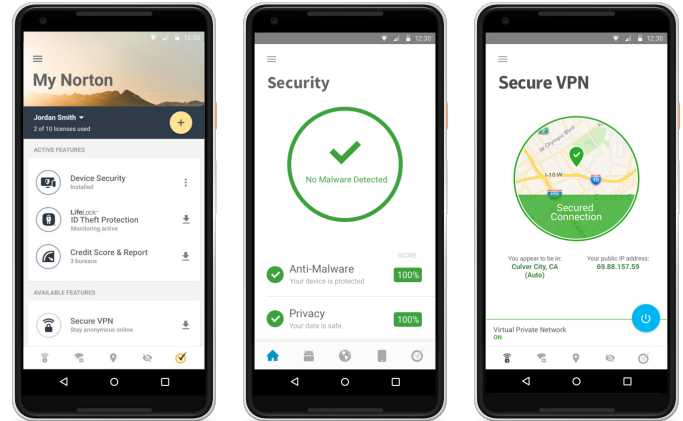 12:30
My Norton
Jordan Smith
2 of 10 licenses used
+
ACTIVE FEATURES
Device Security
Installed
LifeLock™
ID Theft Protection
Monitoring active
Credit Score & Report
3 bureaus
AVAILABLE FEATURES
Secure VPN
Stay anonymous online
12:30
Security
No Malware Detected
SCORE
Anti-Malware
Your device is protected
100%
Privacy
Your data is safe
100%
12:30
Secure VPN
W Olympic Blvd
I-10 W
10
Secured
Connection
You appear to be in:
Culver City, CA
(Auto)
Your public IP address:
69.88.157.59
Virtual Private Network
ON